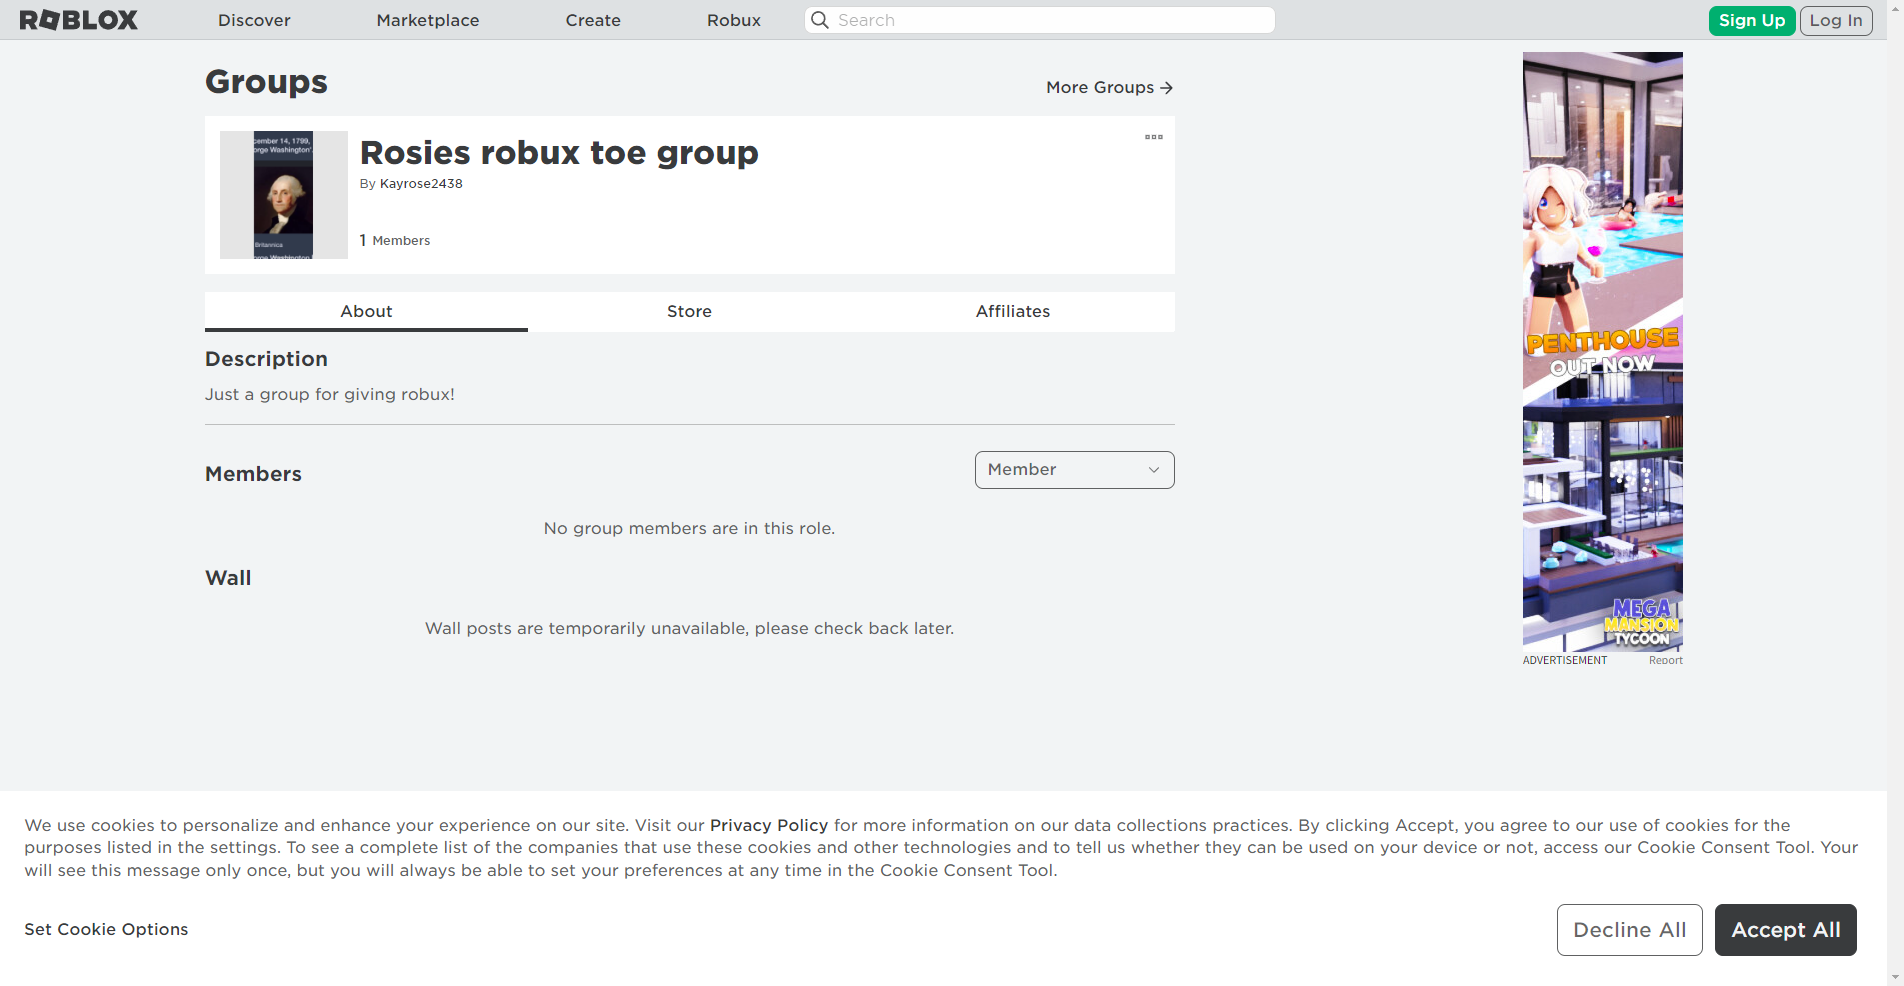 ROBLOX
Discover
Marketplace
Create
Robux
Search
Sign Up
Log In
Groups
More Groups
cember 14, 1799,
orge Washington'.
Britannica
orge Washington
Rosies robux toe group
By Kayrose2438
1 Members
About
Store
Affiliates
Description
Just a group for giving robux!
Members
Member
No group members are in this role.
Wall
Wall posts are temporarily unavailable, please check back later.
PENTHOUSE
OUT NOW
MEGA
MANSION
TYCOON
ADVERTISEMENT
Report
We use cookies to personalize and enhance your experience on our site. Visit our Privacy Policy for more information on our data collections practices. By clicking Accept, you agree to our use of cookies for the
purposes listed in the settings. To see a complete list of the companies that use these cookies and other technologies and to tell us whether they can be used on your device or not, access our Cookie Consent Tool. Your
will see this message only once, but you will always be able to set your preferences at any time in the Cookie Consent Tool.
Set Cookie Options
Decline All
Accept All